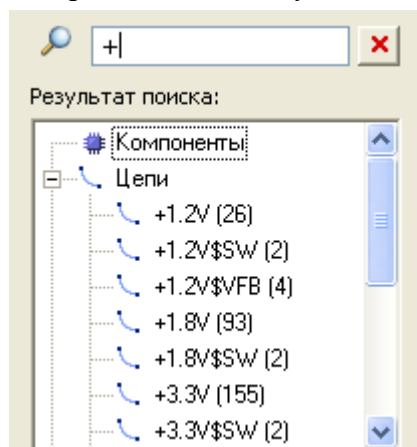 +
Результат поиска:
Компоненты
Цепи
+1.2V (26)
+1.2V$SW (2)
+1.2V$VFB (4)
+1.8V (93)
+1.8V$SW (2)
+3.3V (155)
+3.3V$SW (2)